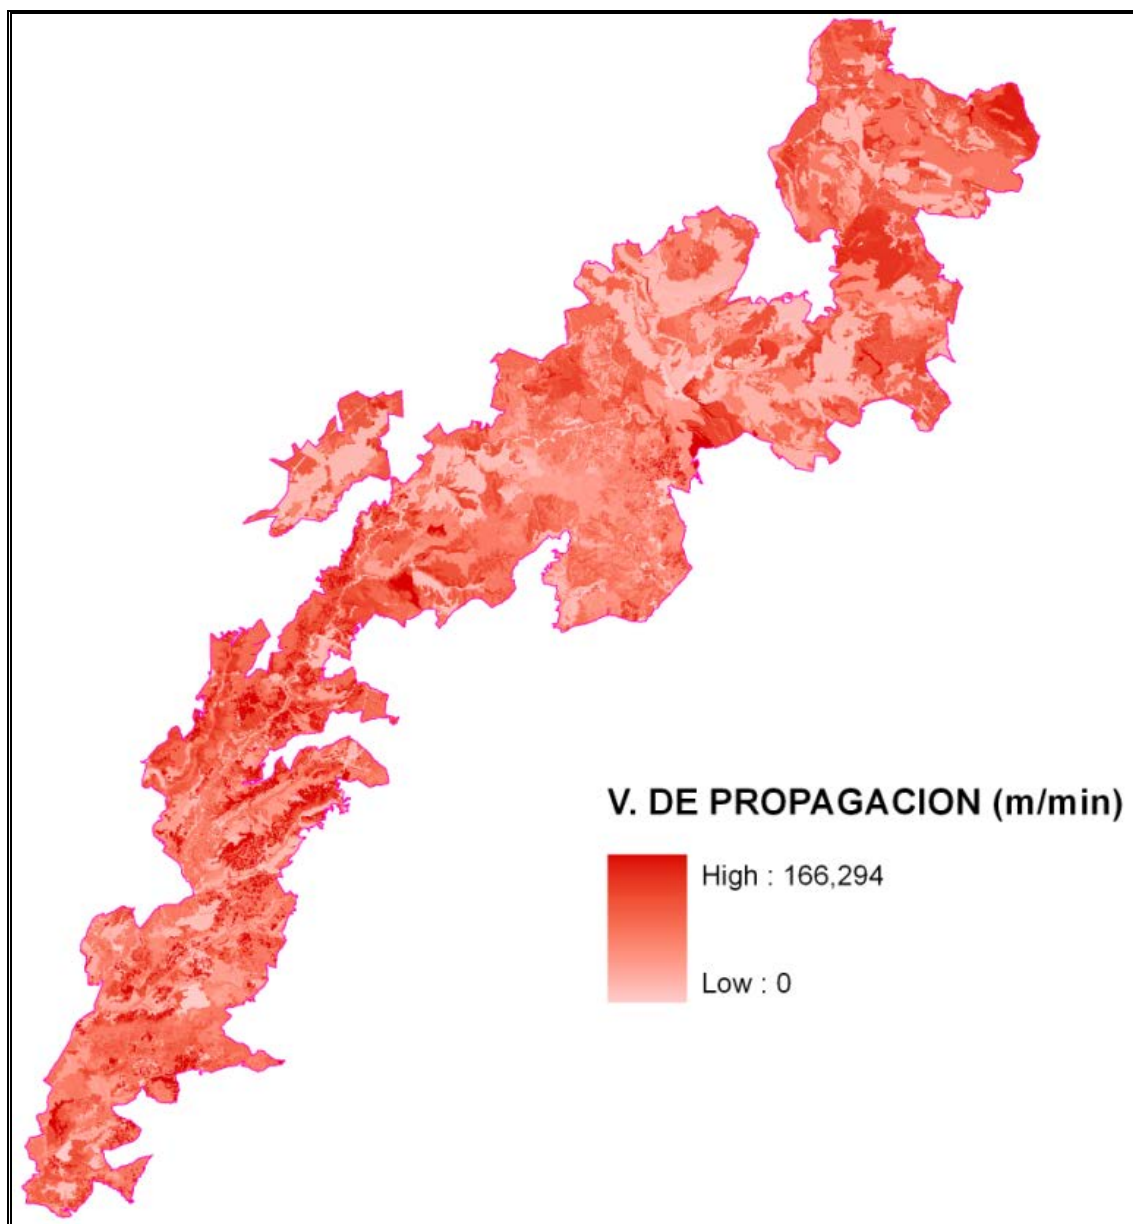 V. DE PROPAGACION (m/min)
High : 166,294
Low : 0